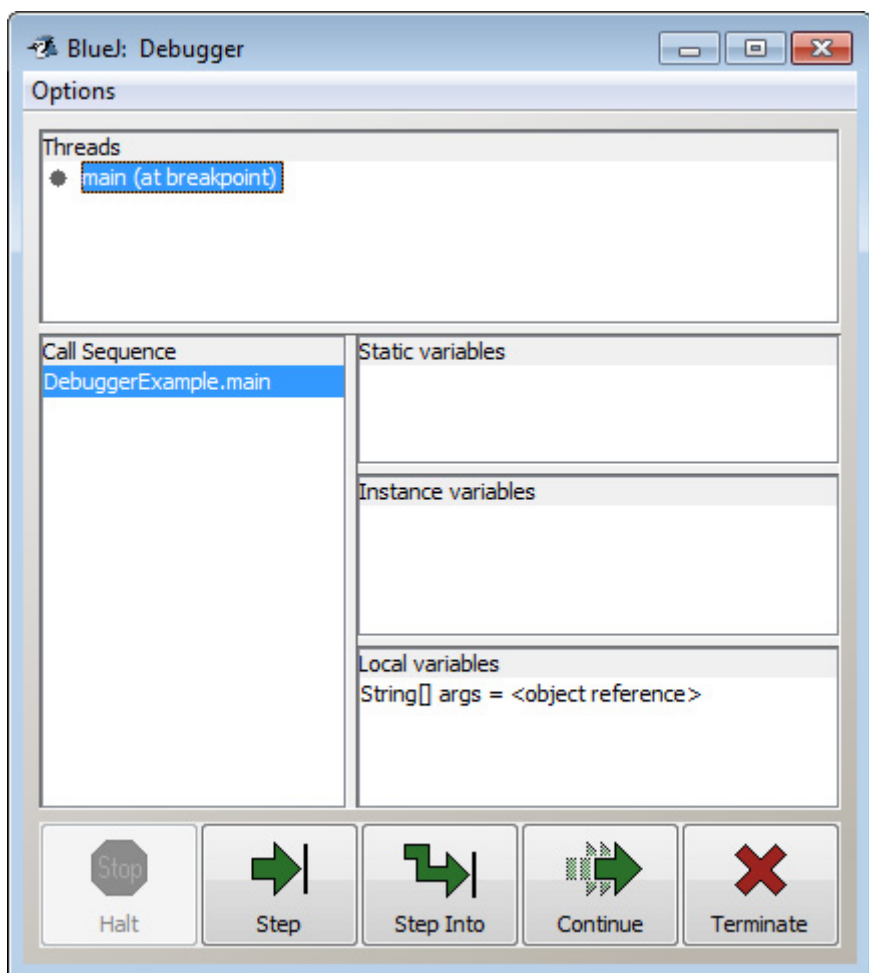 BlueJ: Debugger
Options
Threads
main (at breakpoint)
Call Sequence
DebuggerExample.main
Static variables
Instance variables
Local variables
String[] args = <object reference>
Stop
Halt
Step
Step Into
Continue
Terminate